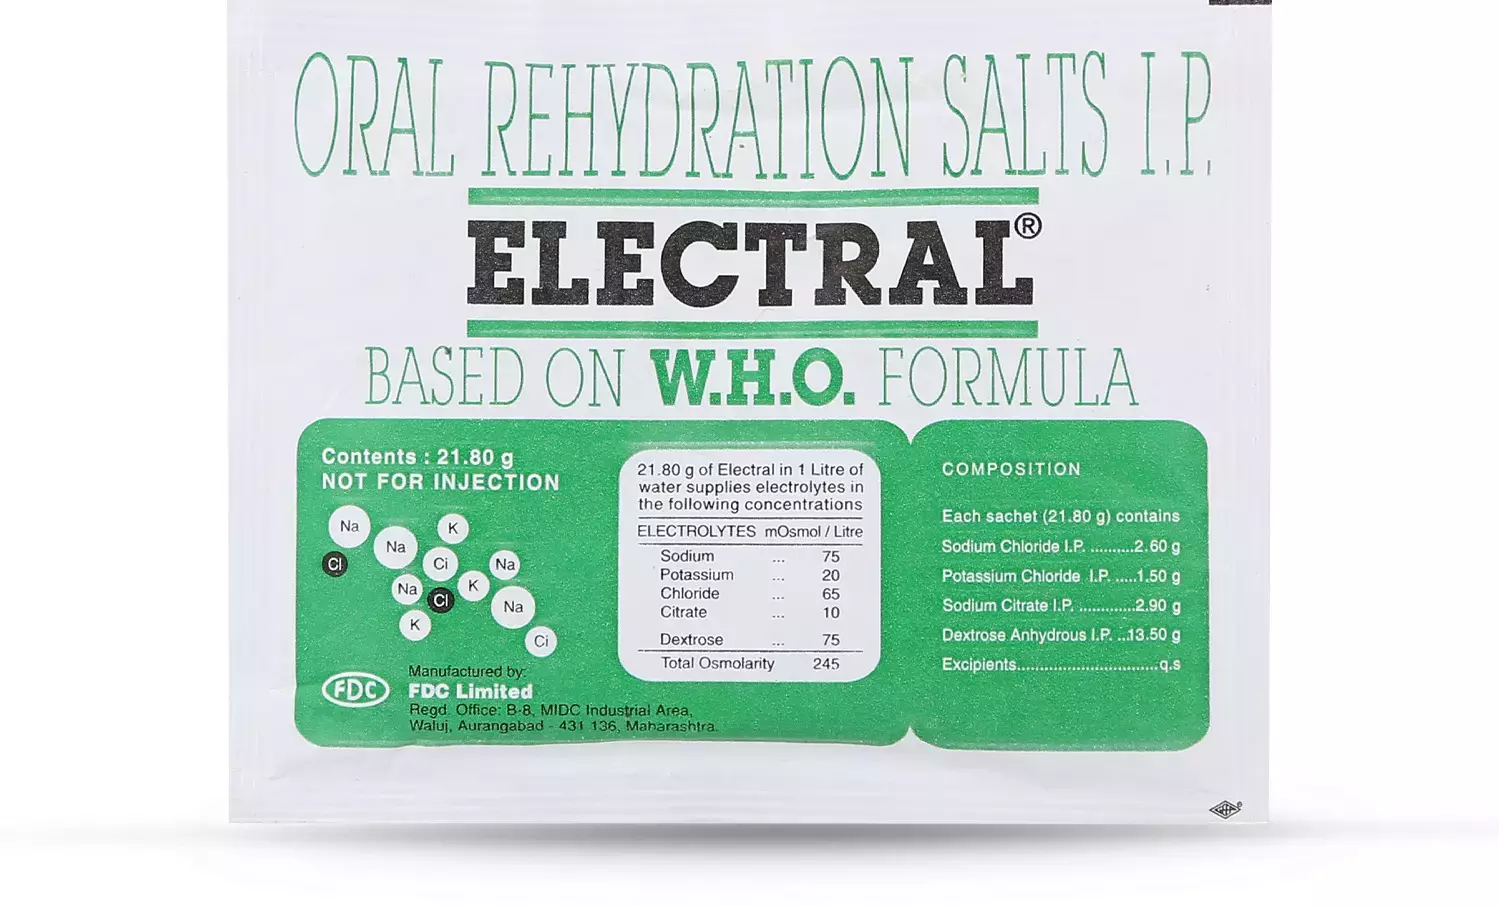 ORAL REHYDRATION SALTS I.P.
ELECTRAL®
BASED ON W.H.O. FORMULA
Contents : 21.80 g
NOT FOR INJECTION
Na
K
Na
Cl
Ci
Na
Na
Cl
K
Na
K
Ci
FDC
Manufactured by:
FDC Limited
Regd. Office: B-8, MIDC Industrial Area,
Waluj, Aurangabad - 431 136, Maharashtra.
21.80 g of Electral in 1 Litre of
water supplies electrolytes in
the following concentrations
ELECTROLYTES mOsmol / Litre
Sodium ... 75
Potassium ... 20
Chloride ... 65
Citrate ... 10
Dextrose ... 75
Total Osmolarity 245
COMPOSITION
Each sachet (21.80 g) contains
Sodium Chloride I.P. ..........2.60 g
Potassium Chloride I.P. .....1.50 g
Sodium Citrate I.P. .............2.90 g
Dextrose Anhydrous I.P. ..13.50 g
Excipients...............................q.s